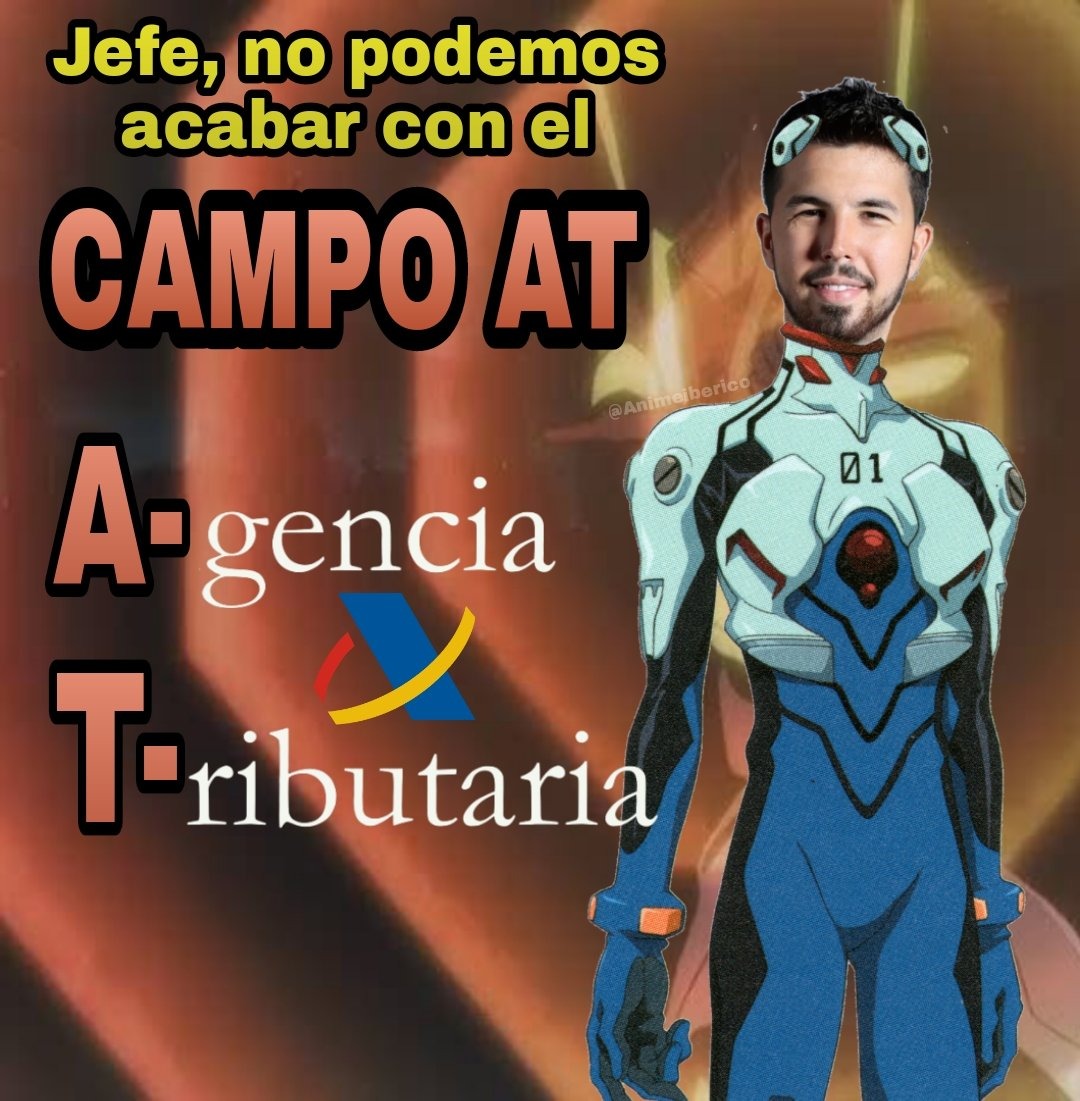 Jefe, no podemos
acabar con el
CAMPO AT
@Animeiberico
01
A.gencia
T.ributaria